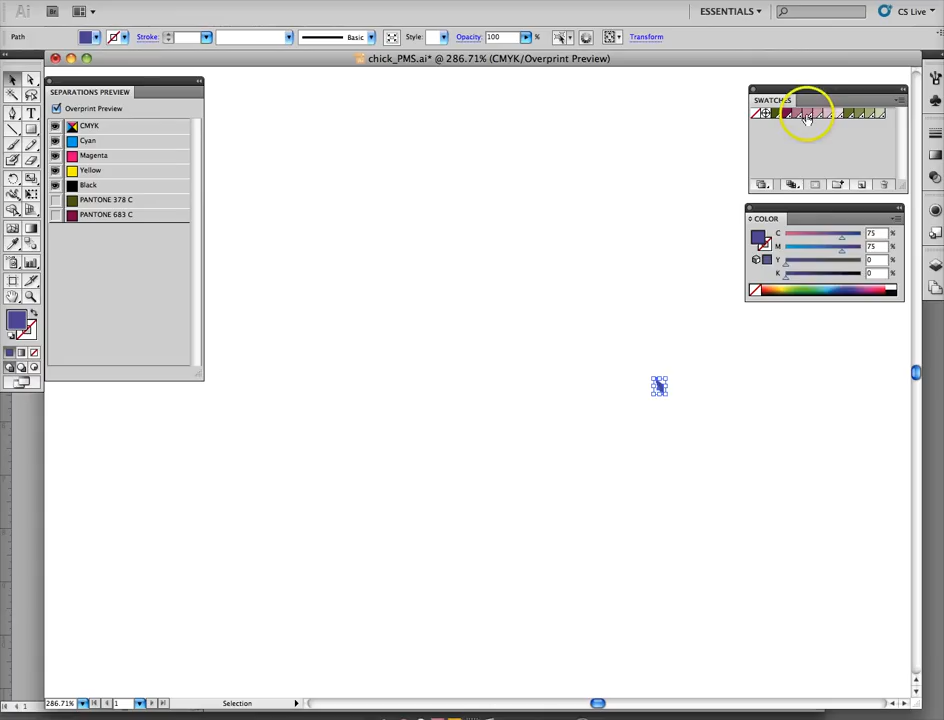 Ai Br ESSENTIALS CS Live
Path Stroke: Basic Style: Opacity: 100 % Transform
chick_PMS.ai* @ 286.71% (CMYK/Overprint Preview)
SEPARATIONS PREVIEW
Overprint Preview
CMYK
Cyan
Magenta
Yellow
Black
PANTONE 378 C
PANTONE 683 C
SWATCHES
COLOR
C 75 %
M 75 %
Y 0 %
K 0 %
286.71% 1 Selection